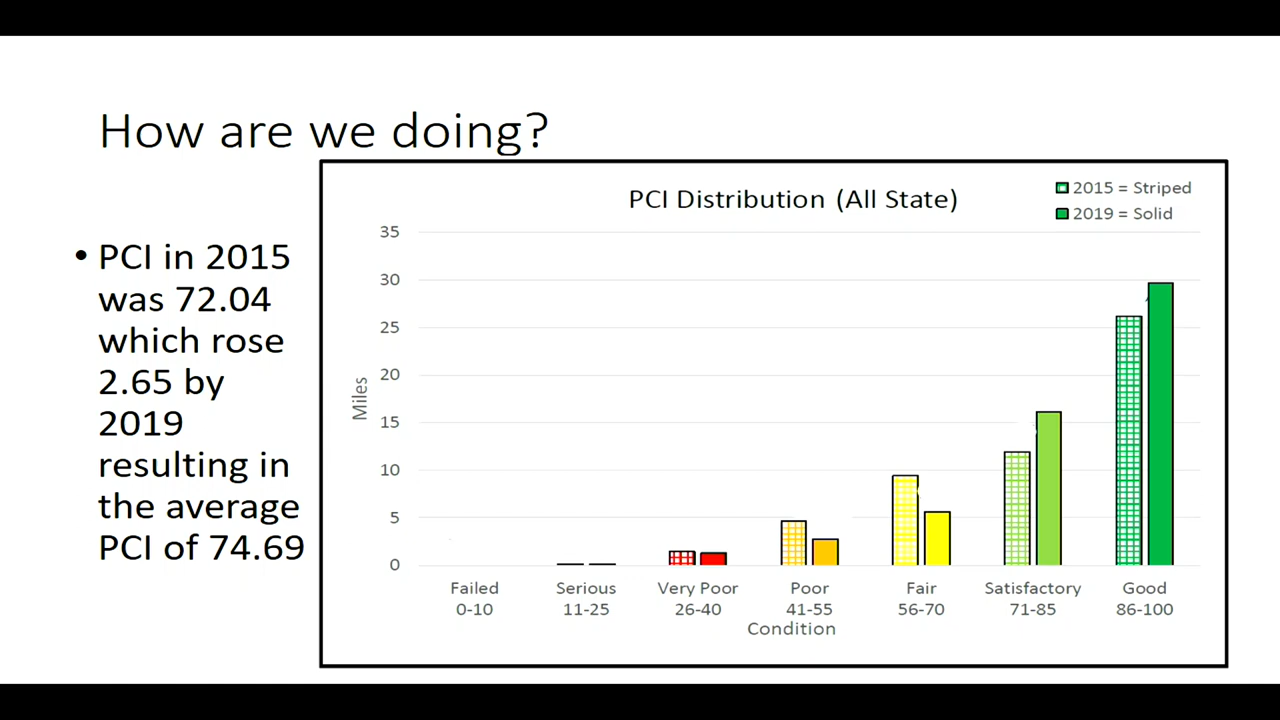 How are we doing?
• PCI in 2015
was 72.04
which rose
2.65 by
2019
resulting in
the average
PCI of 74.69
PCI Distribution (All State)
2015 = Striped
2019 = Solid
35
30
25
20
15
10
5
0
Miles
Failed Serious Very Poor Poor Fair Satisfactory Good
0-10 11-25 26-40 41-55 56-70 71-85 86-100
Condition